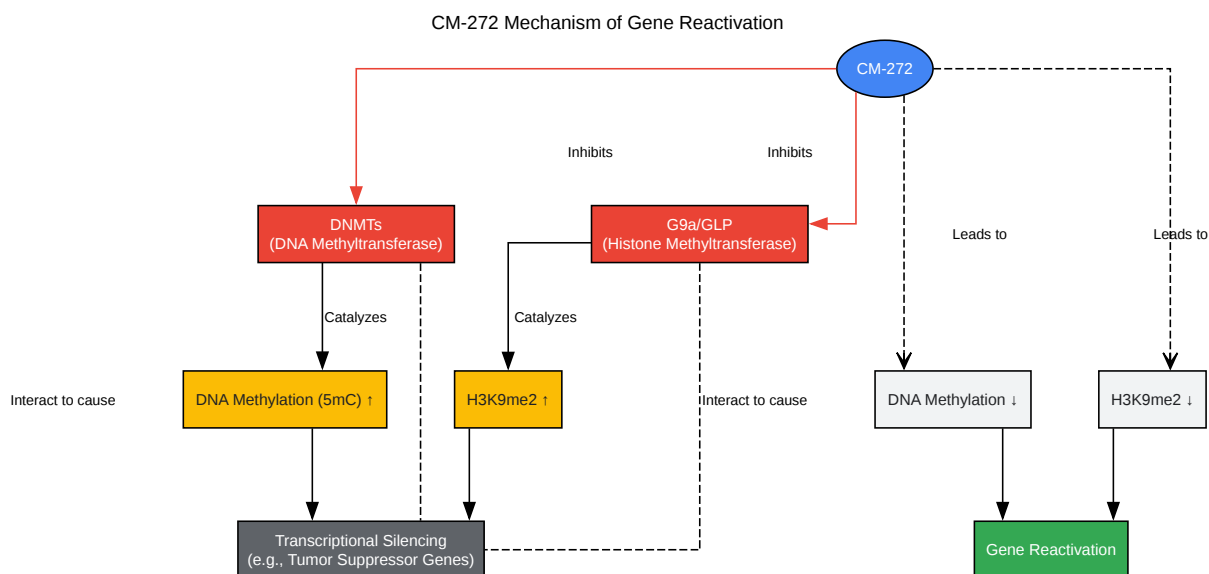 CM-272 Mechanism of Gene Reactivation
CM-272
Inhibits
Inhibits
DNMTs
(DNA Methyltransferase)
G9a/GLP
(Histone Methyltransferase)
Leads to
Leads to
Catalyzes
Catalyzes
Interact to cause
DNA Methylation (5mC) ↑
H3K9me2 ↑
Interact to cause
DNA Methylation ↓
H3K9me2 ↓
Transcriptional Silencing
(e.g., Tumor Suppressor Genes)
Gene Reactivation